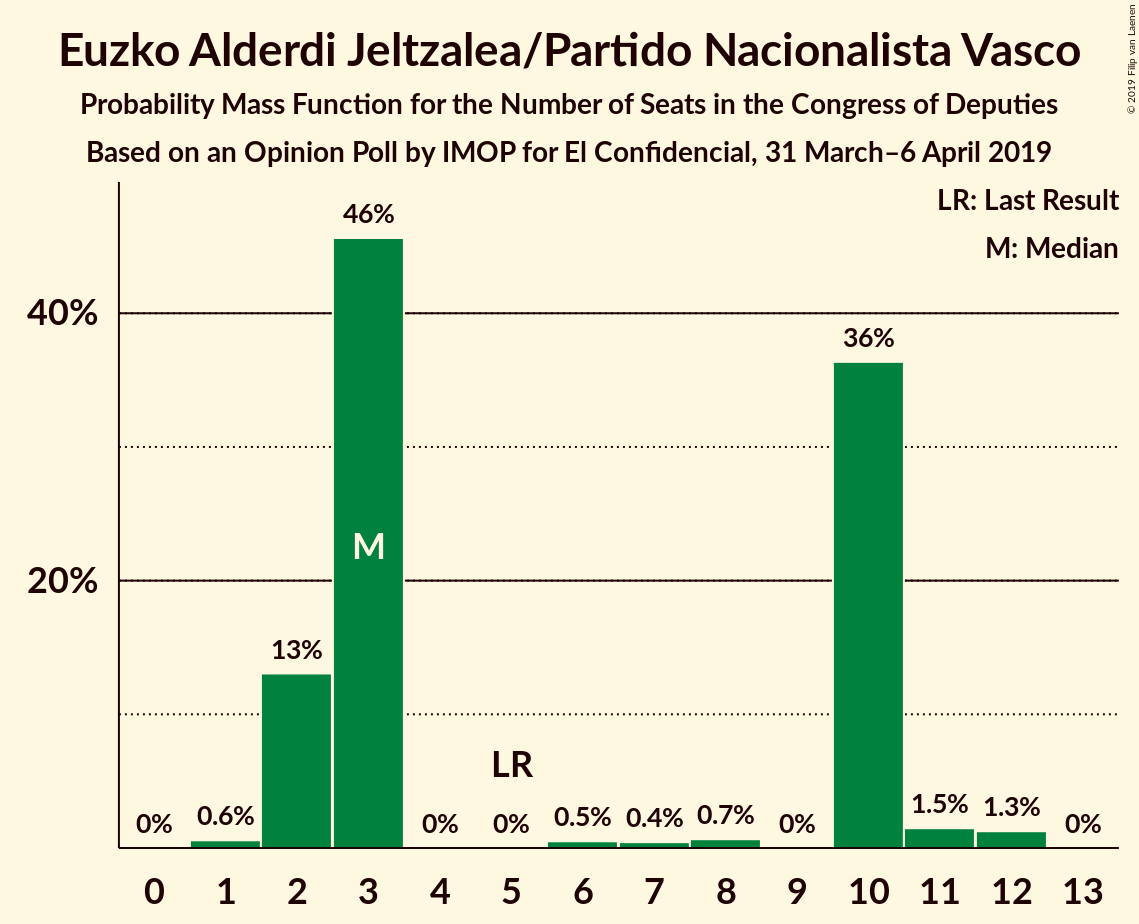 Euzko Alderdi Jeltzalea/Partido Nacionalista Vasco
Probability Mass Function for the Number of Seats in the Congress of Deputies
Based on an Opinion Poll by IMOP for El Confidencial, 31 March–6 April 2019
© 2019 Filip van Laenen
LR: Last Result
M: Median
46%
40%
36%
M
20%
13%
LR
0% 0.6% 0% 0% 0.5% 0.4% 0.7% 0% 1.5% 1.3% 0%
0 1 2 3 4 5 6 7 8 9 10 11 12 13